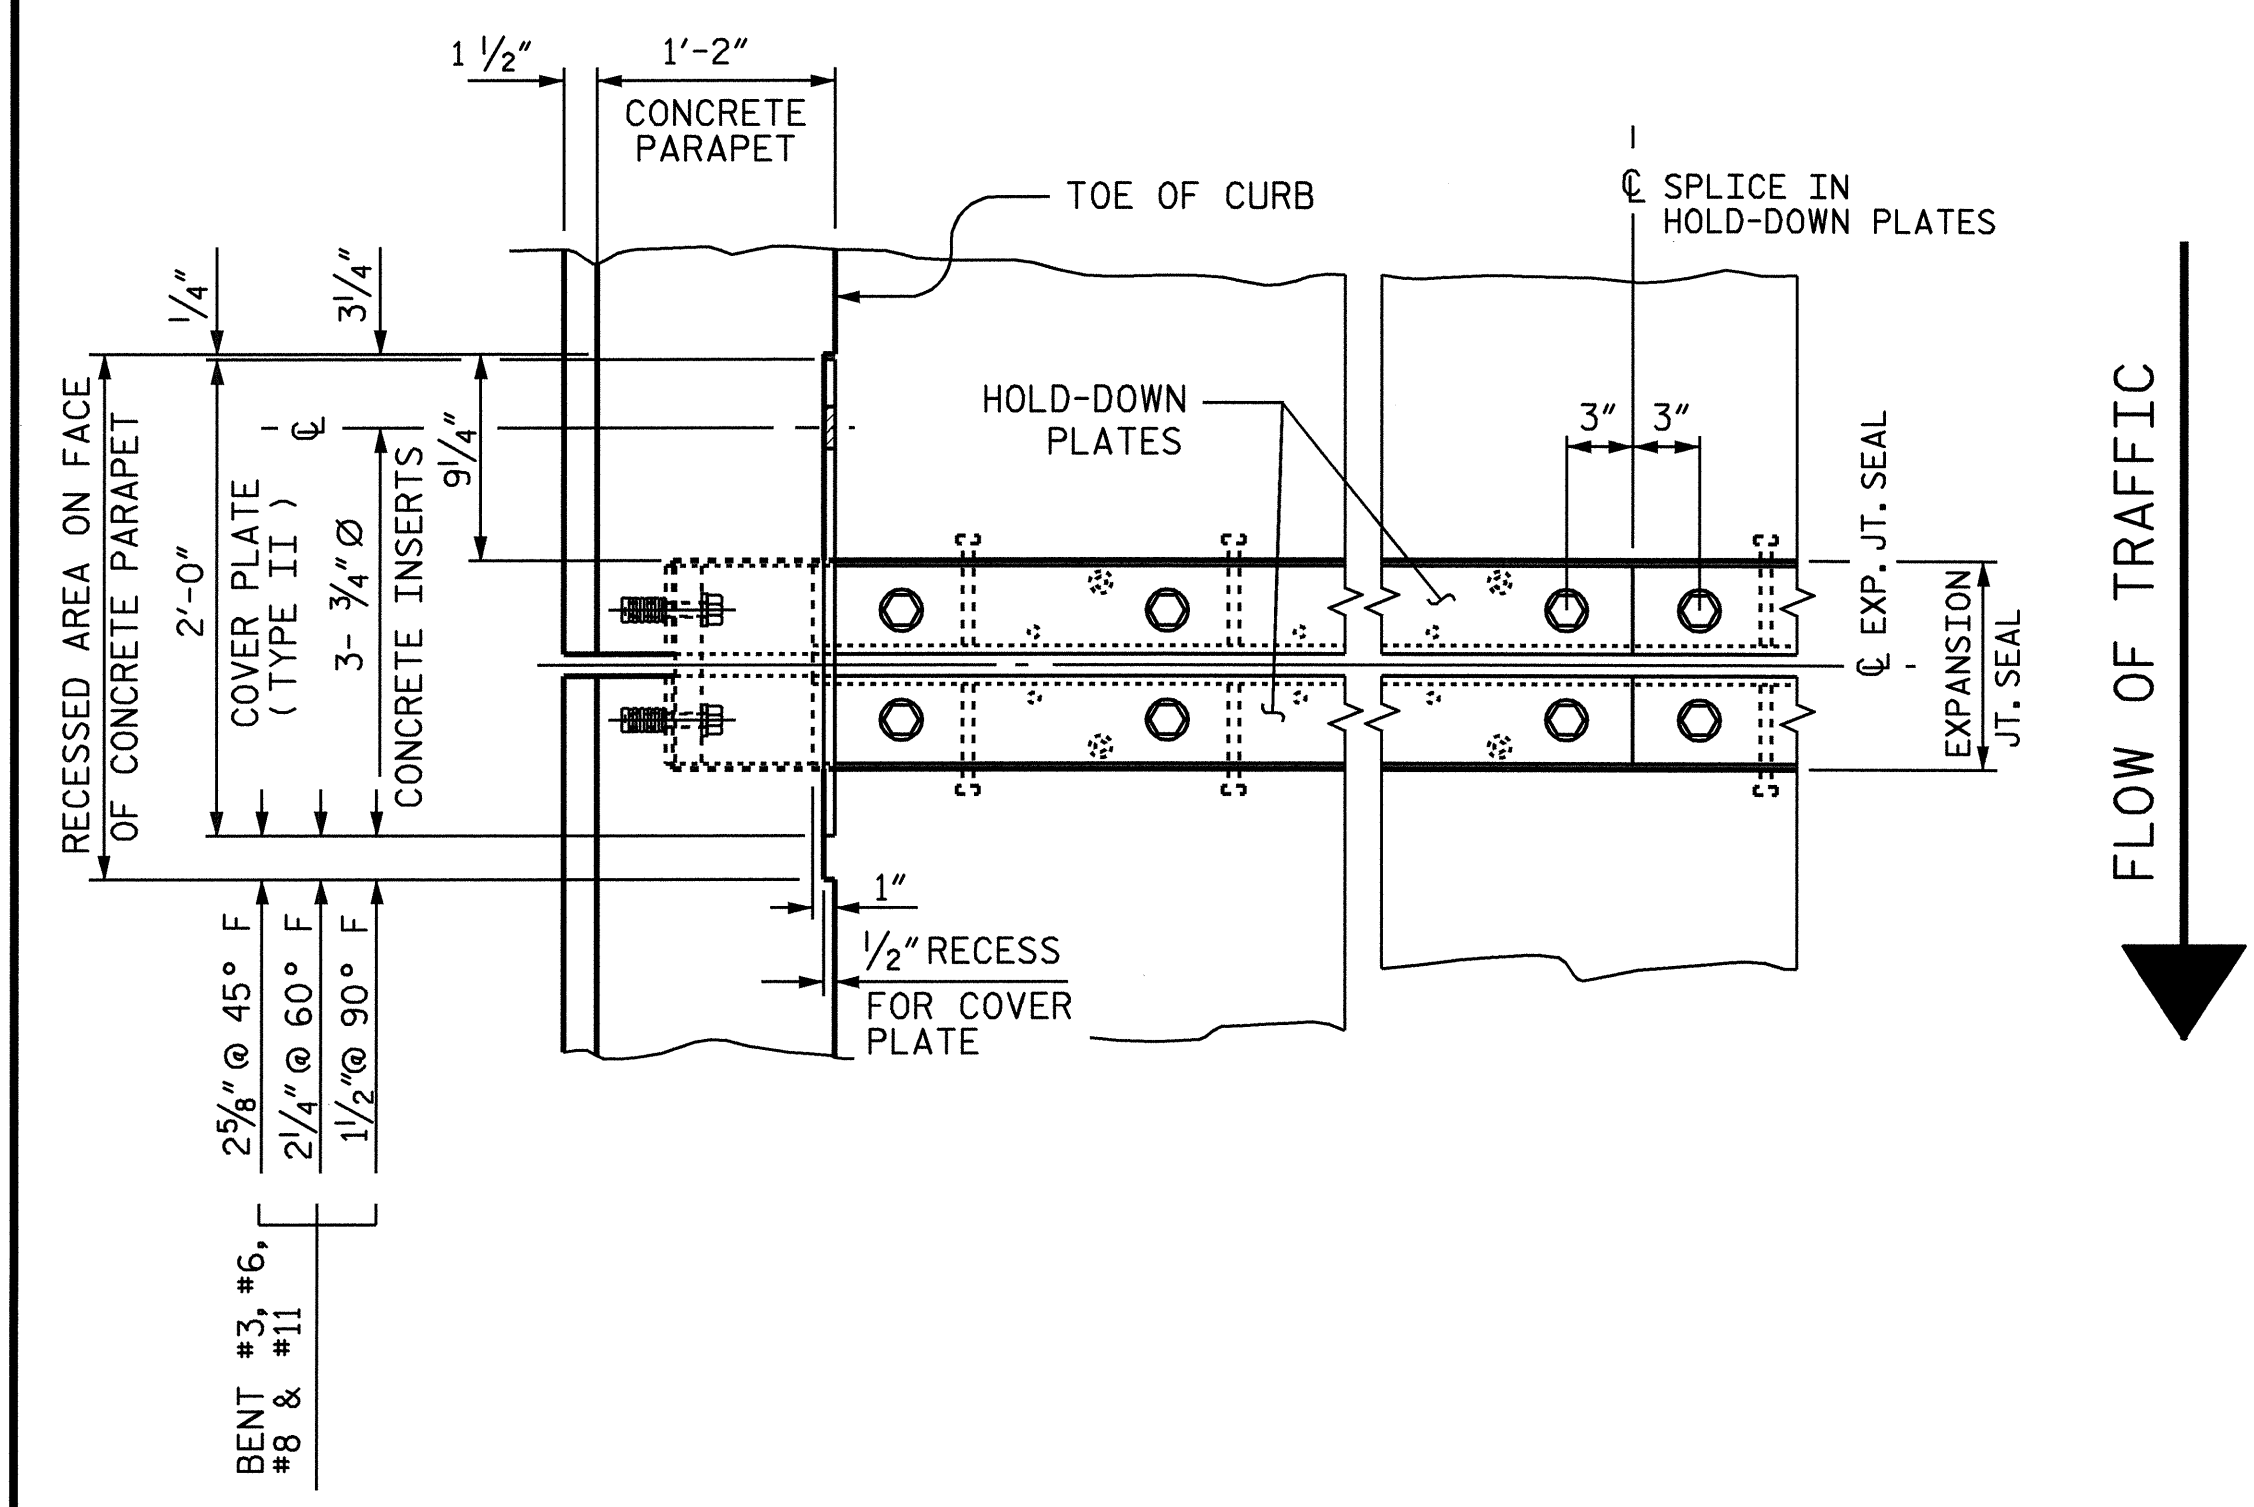 1 1/2"
1'-2"
CONCRETE
PARAPET
TOE OF CURB
℄ SPLICE IN
HOLD-DOWN PLATES
1/4"
3 1/4"
9 1/4"
RECESSED AREA ON FACE
OF CONCRETE PARAPET
2'-0"
COVER PLATE
( TYPE II )
℄
3- 3/4" Ø
CONCRETE INSERTS
HOLD-DOWN
PLATES
3"
3"
℄ EXP. JT. SEAL
EXPANSION
JT. SEAL
FLOW OF TRAFFIC
1"
1/2" RECESS
FOR COVER
PLATE
2 5/8" @ 45° F
2 1/4" @ 60° F
1 1/2" @ 90° F
BENT #3, #6,
#8 & #11